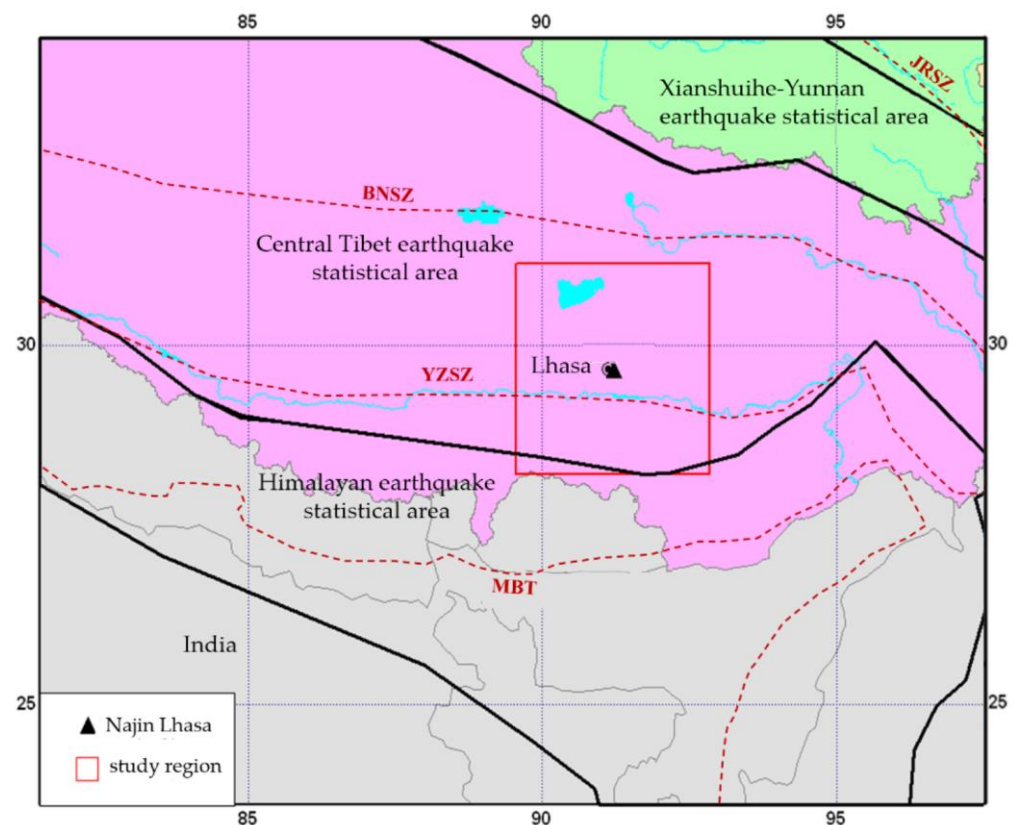 85
90
95
JRSZ
Xianshuihe-Yunnan
earthquake statistical area
BNSZ
Central Tibet earthquake
statistical area
30
30
Lhasa
YZSZ
Himalayan earthquake
statistical area
MBT
India
25
25
Najin Lhasa
study region
85
90
95